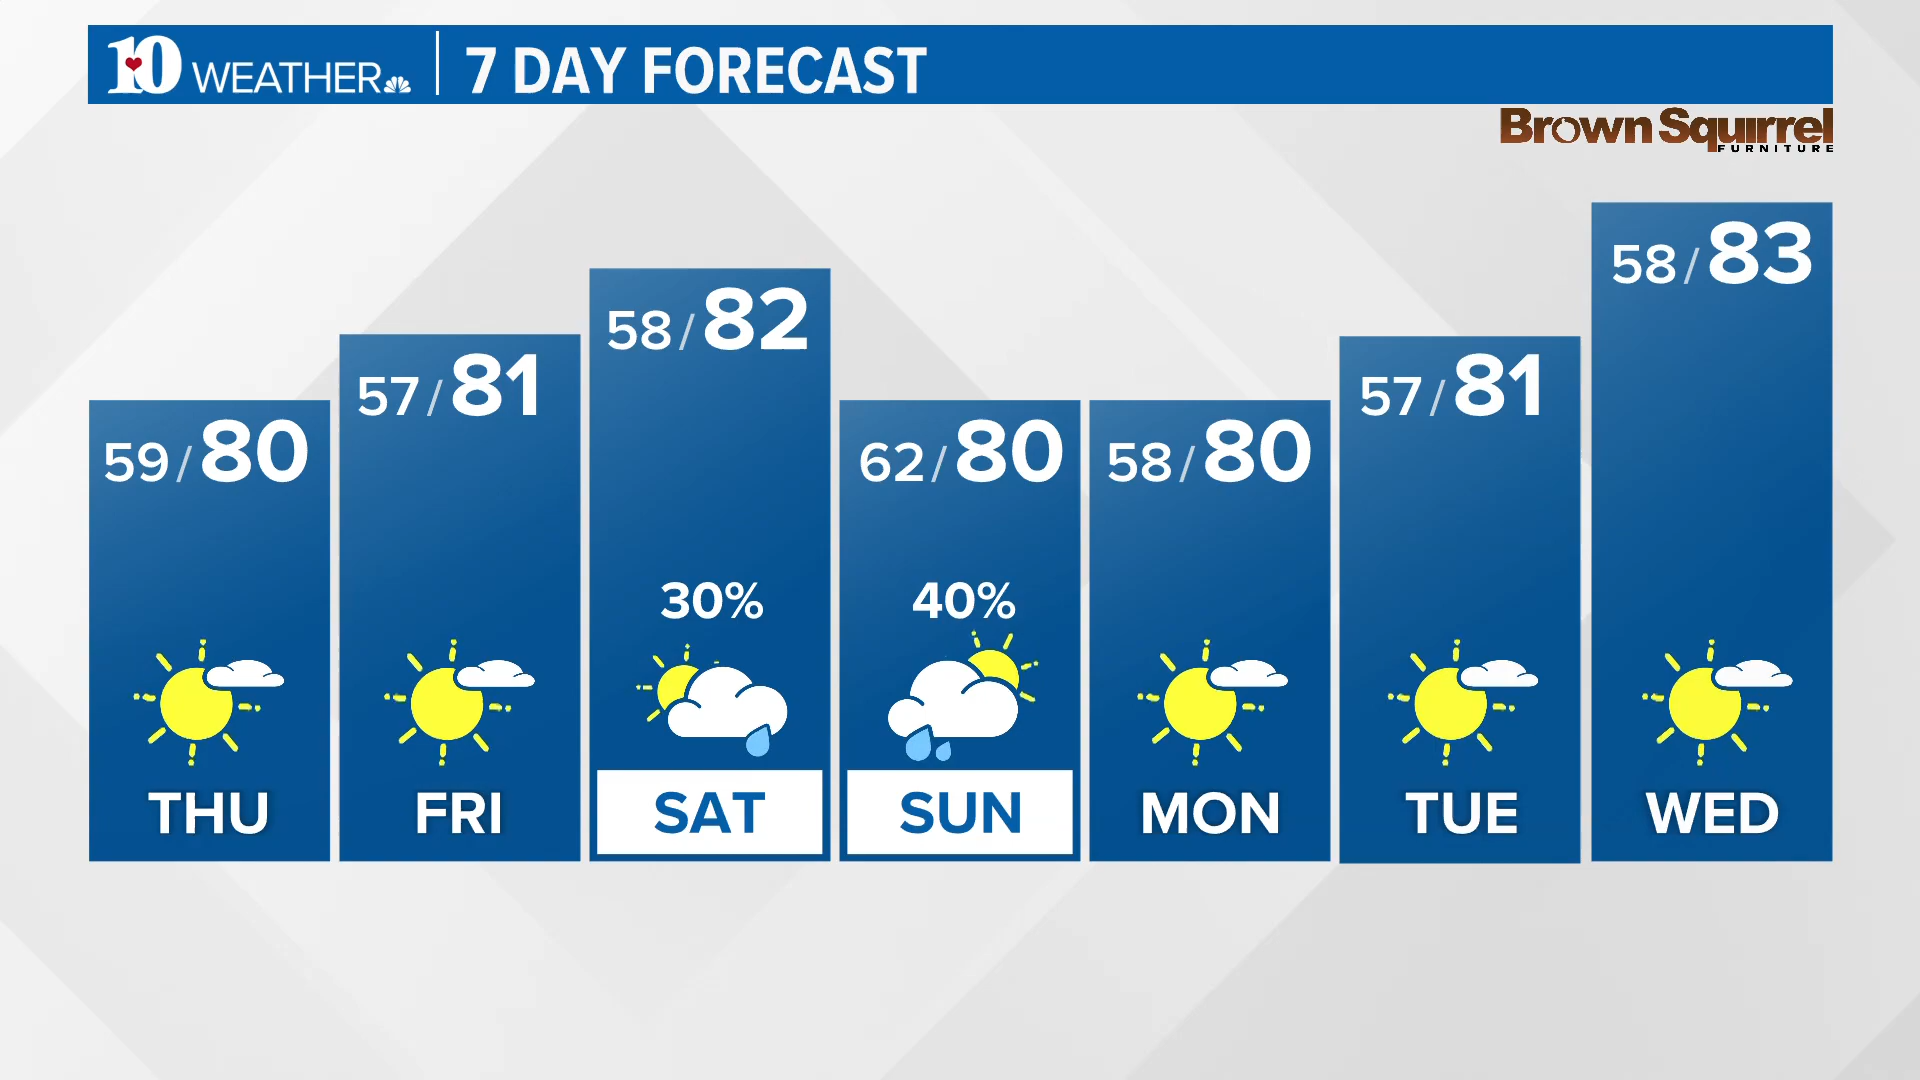 10 WEATHER 7 DAY FORECAST
Brown Squirrel
FURNITURE
59/80
57/81
58/82
62/80
58/80
57/81
58/83
30%
40%
THU
FRI
SAT
SUN
MON
TUE
WED